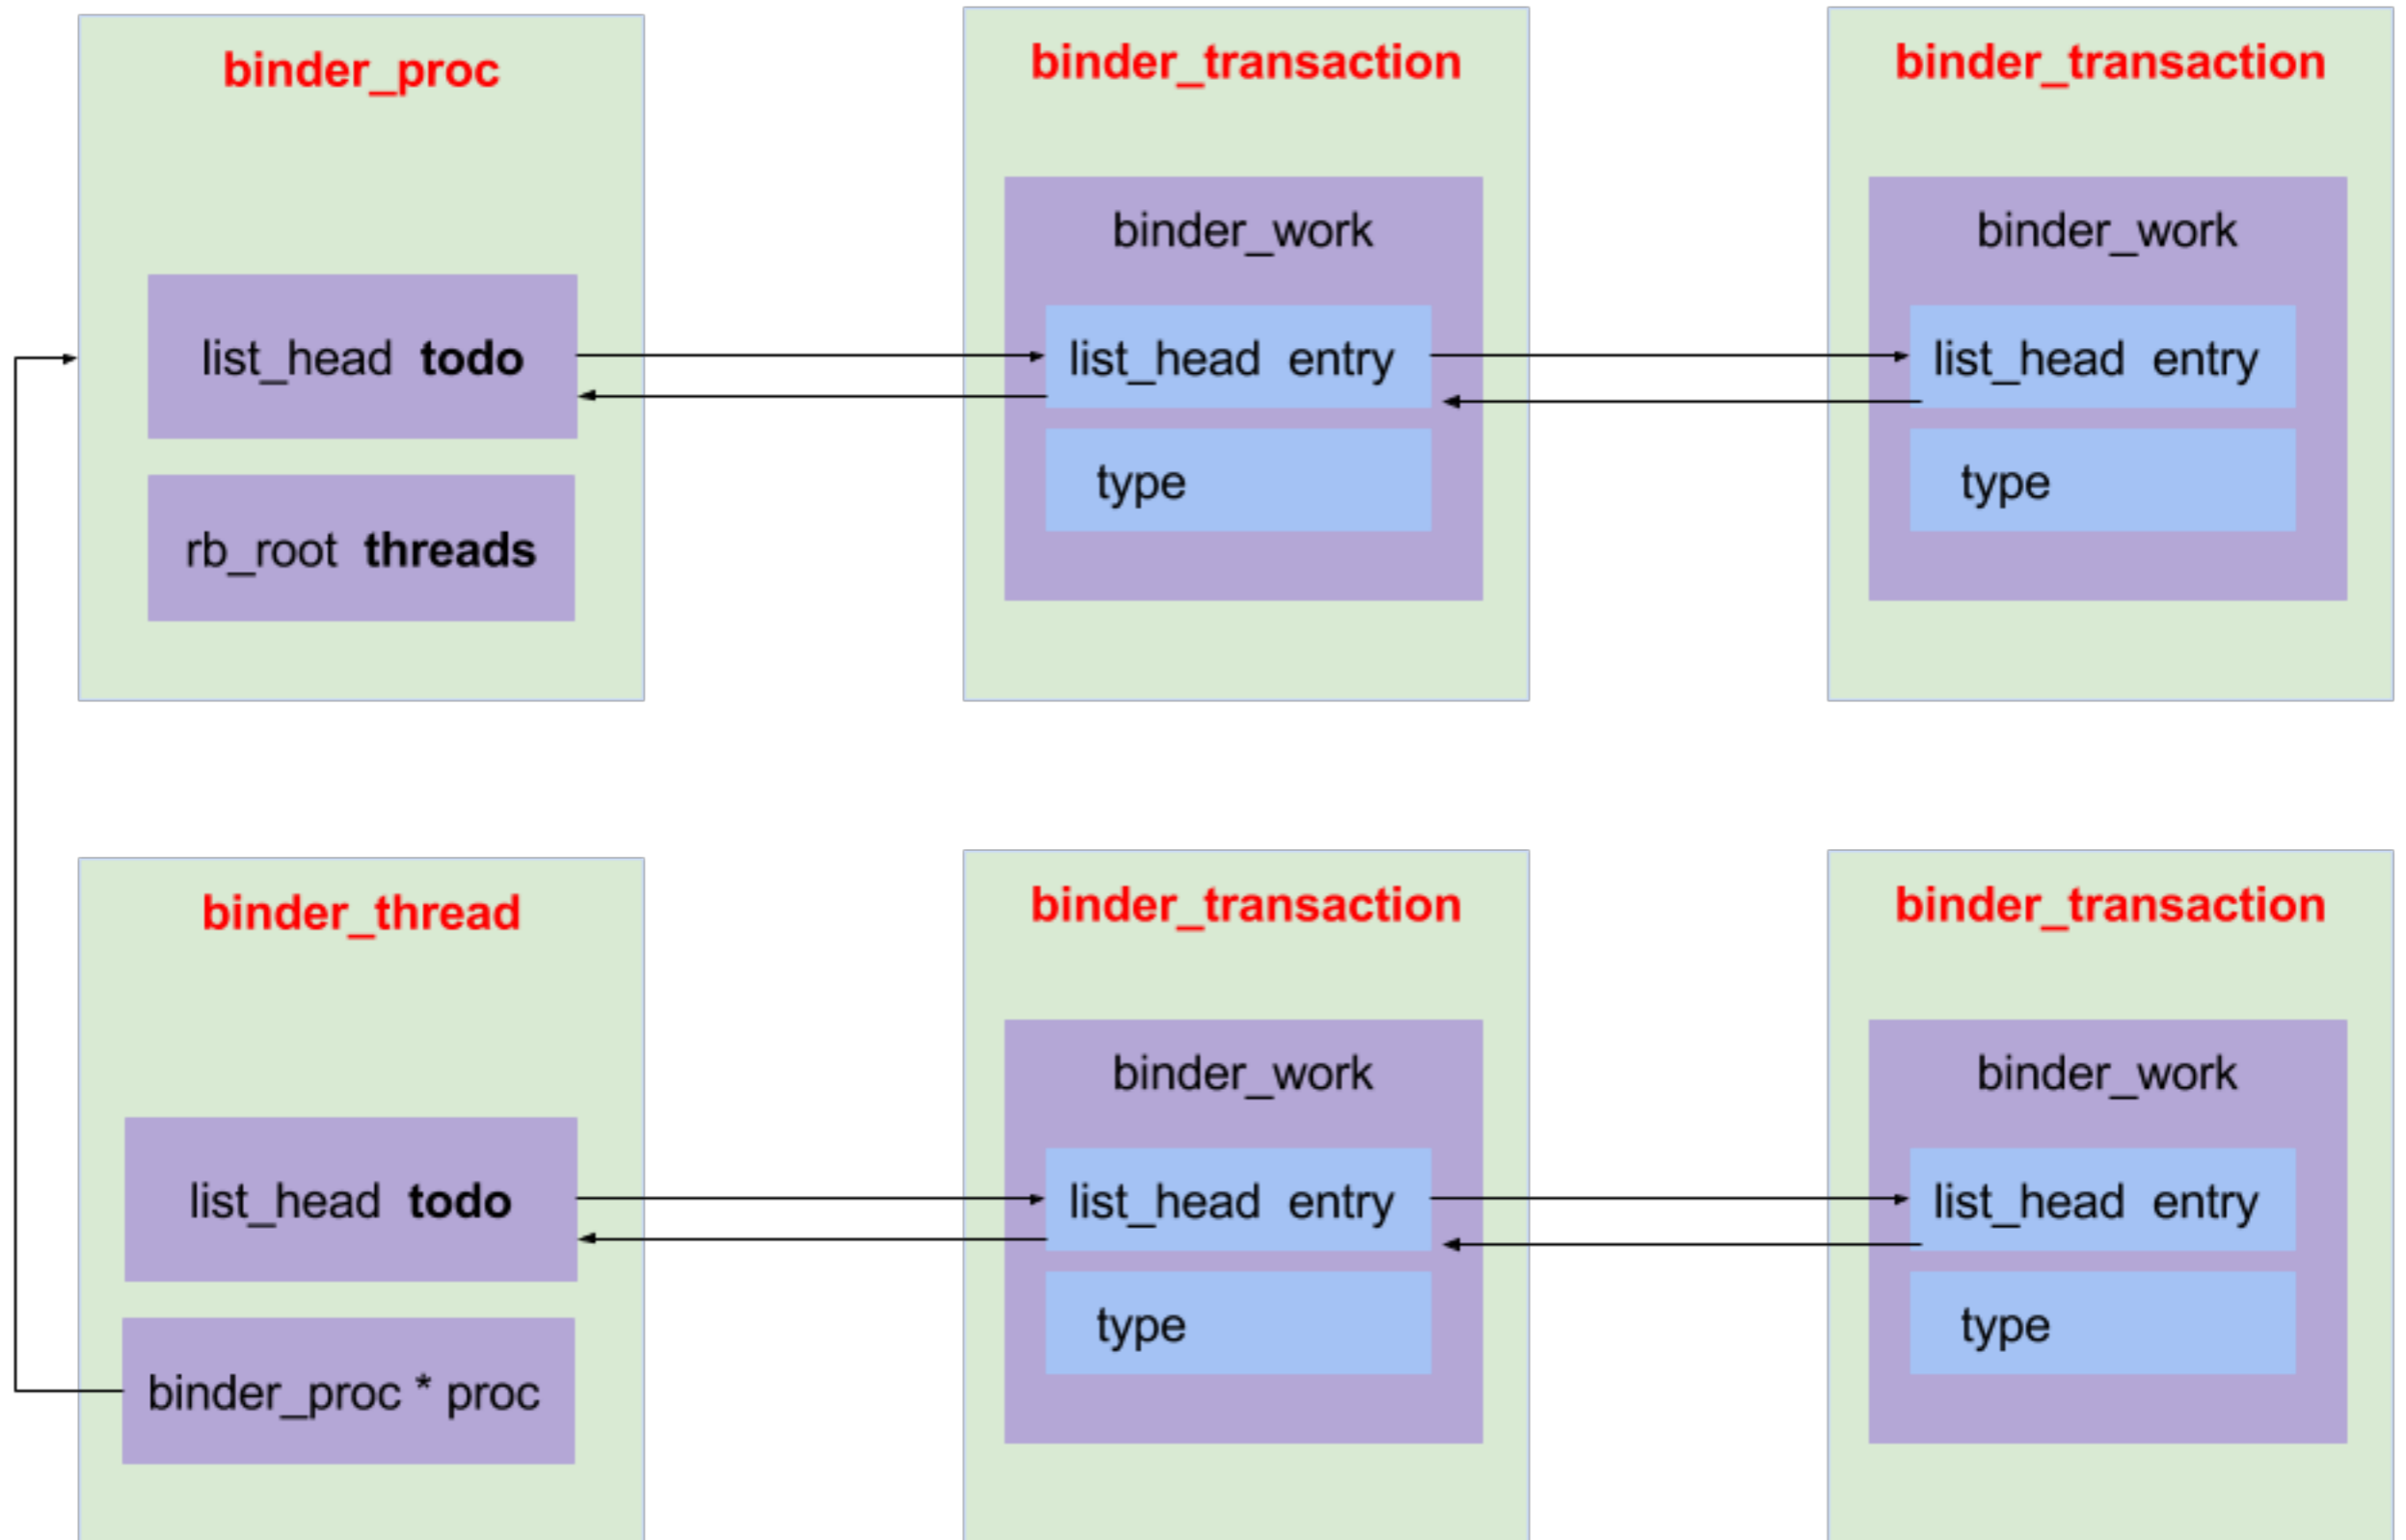 binder_proc
list_head todo
rb_root threads
binder_transaction
binder_work
list_head entry
type
binder_transaction
binder_work
list_head entry
type
binder_thread
list_head todo
binder_proc * proc
binder_transaction
binder_work
list_head entry
type
binder_transaction
binder_work
list_head entry
type